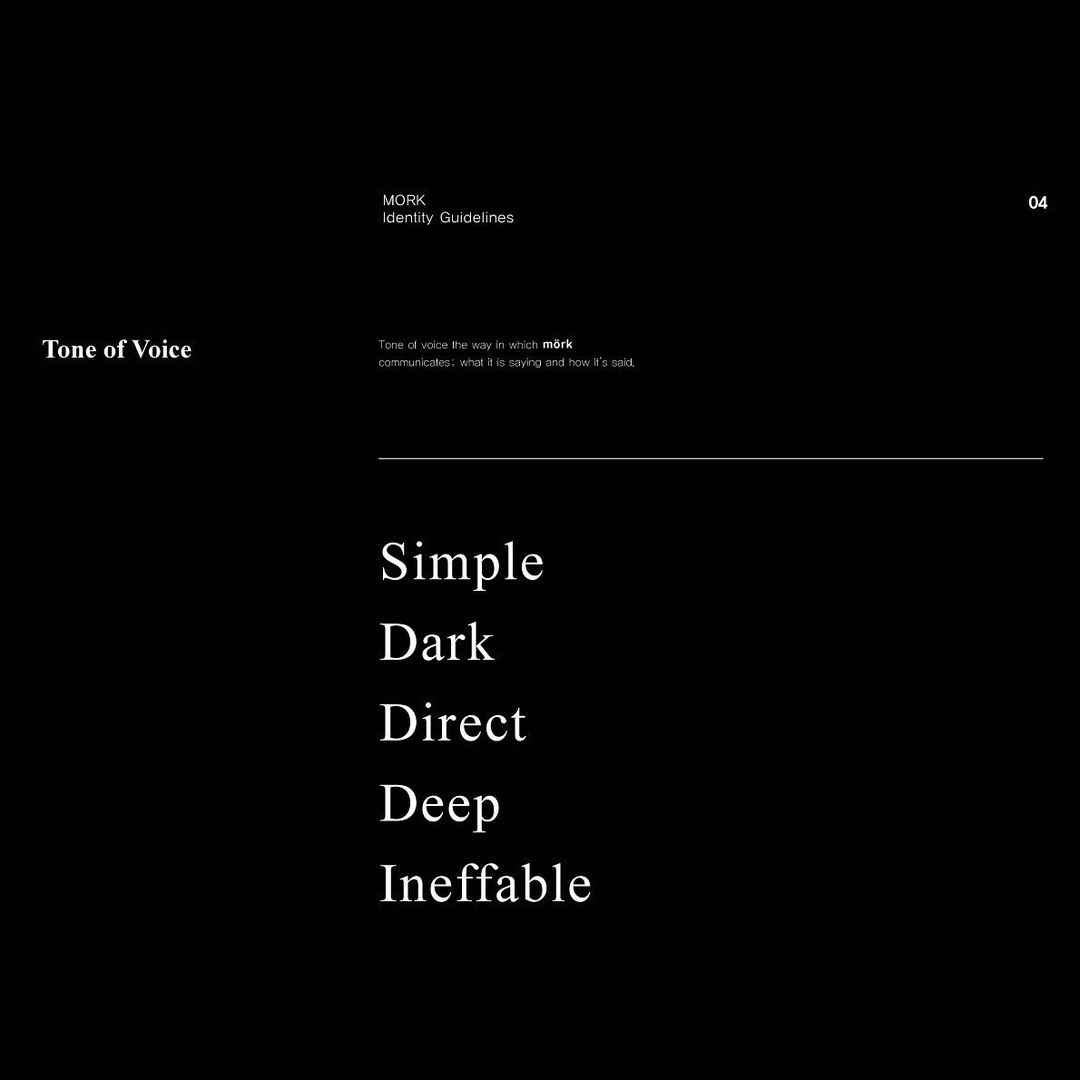 MORK
Identity Guidelines
04
Tone of Voice
Tone of voice the way in which mörk
communicates: what it is saying and how it's said.
Simple
Dark
Direct
Deep
Ineffable